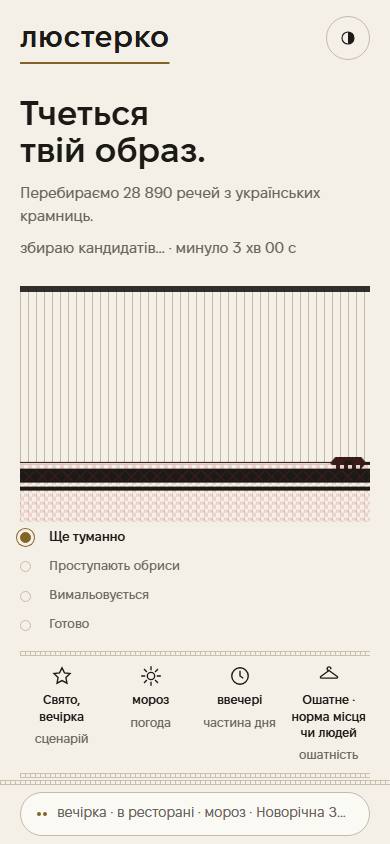 люстерко
Тчеться
твій образ.
Перебираємо 28 890 речей з українських
крамниць.
збираю кандидатів... · минуло 3 хв 00 с
Ще туманно
Проступають обриси
Вимальовується
Готово
Свято,
вечірка
сценарій
мороз
погода
ввечері
частина дня
Ошатне ·
норма місця
чи людей
ошатність
вечірка · в ресторані · мороз · Новорічна З...